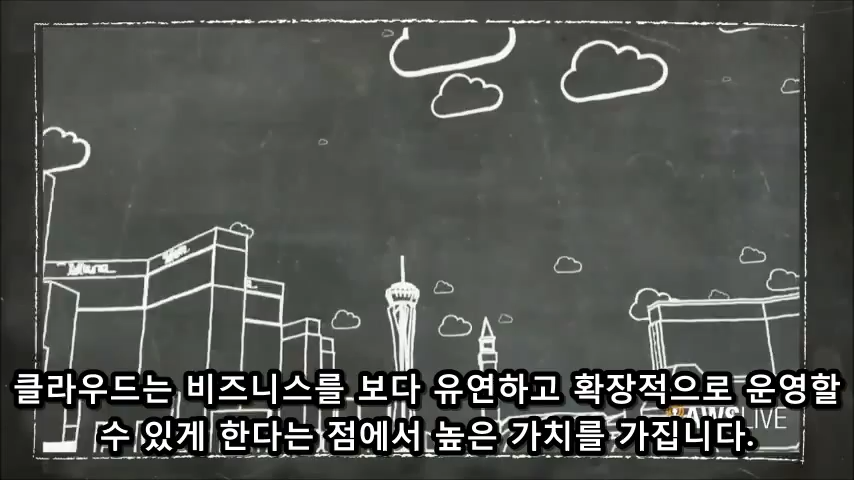 클라우드는 비즈니스를 보다 유연하고 확장적으로 운영할
AWS LIVE
수 있게 한다는 점에서 높은 가치를 가집니다.